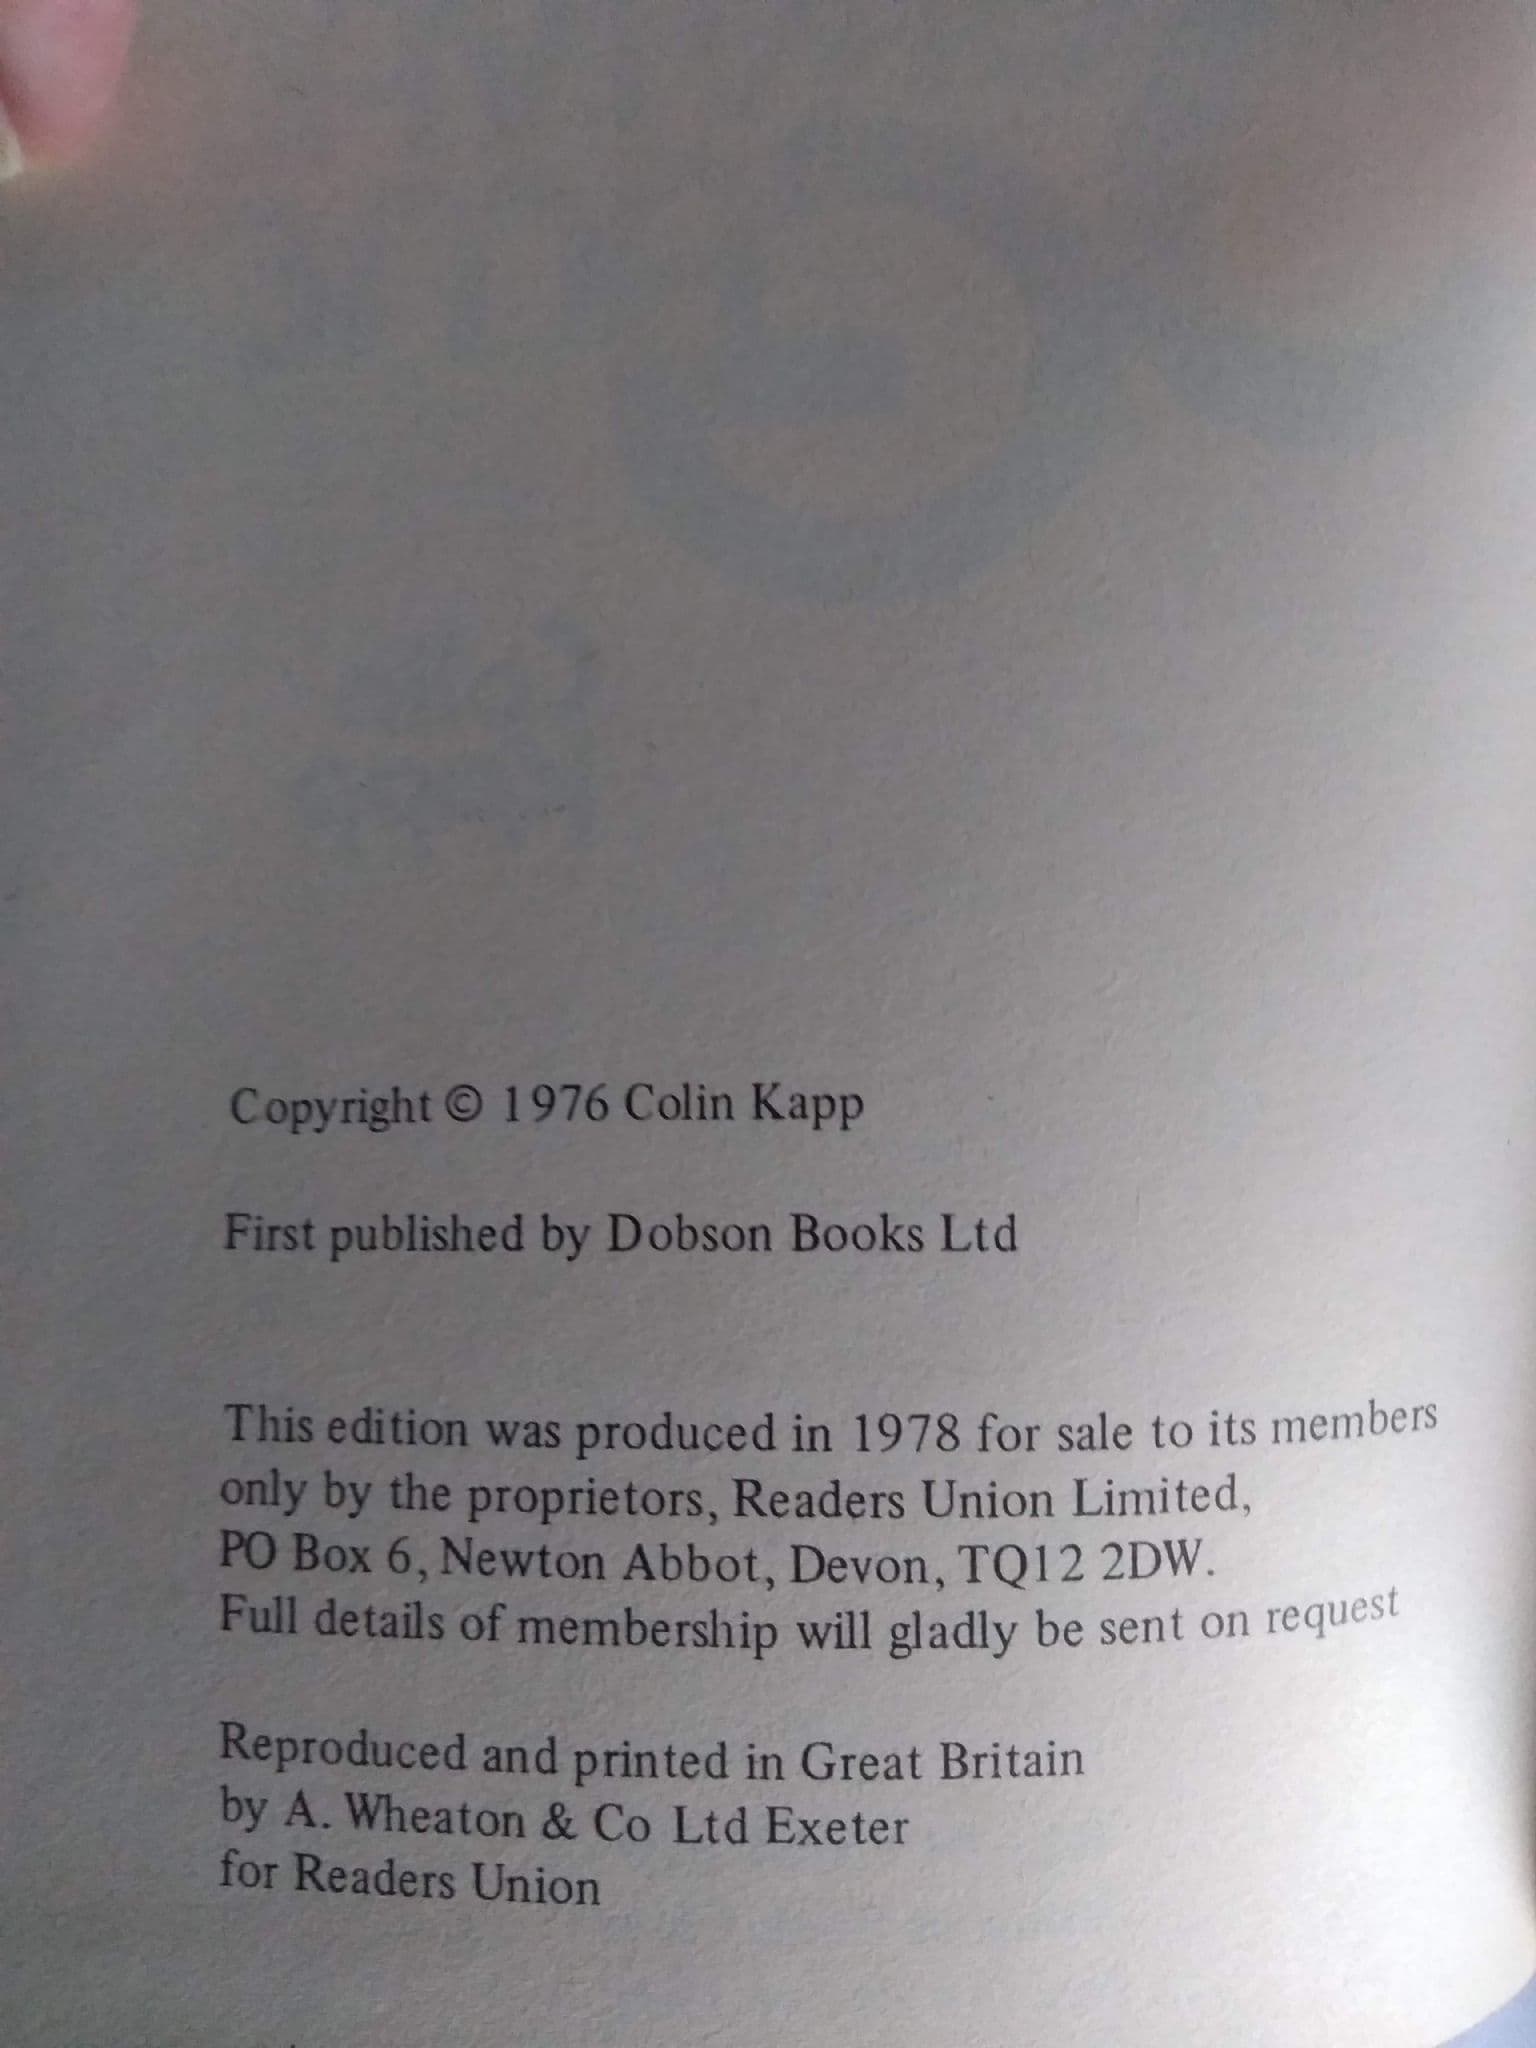 Copyright © 1976 Colin Kapp
First published by Dobson Books Ltd
This edition was produced in 1978 for sale to its members
only by the proprietors, Readers Union Limited,
PO Box 6, Newton Abbot, Devon, TQ12 2DW.
Full details of membership will gladly be sent on request
Reproduced and printed in Great Britain
by A. Wheaton & Co Ltd Exeter
for Readers Union